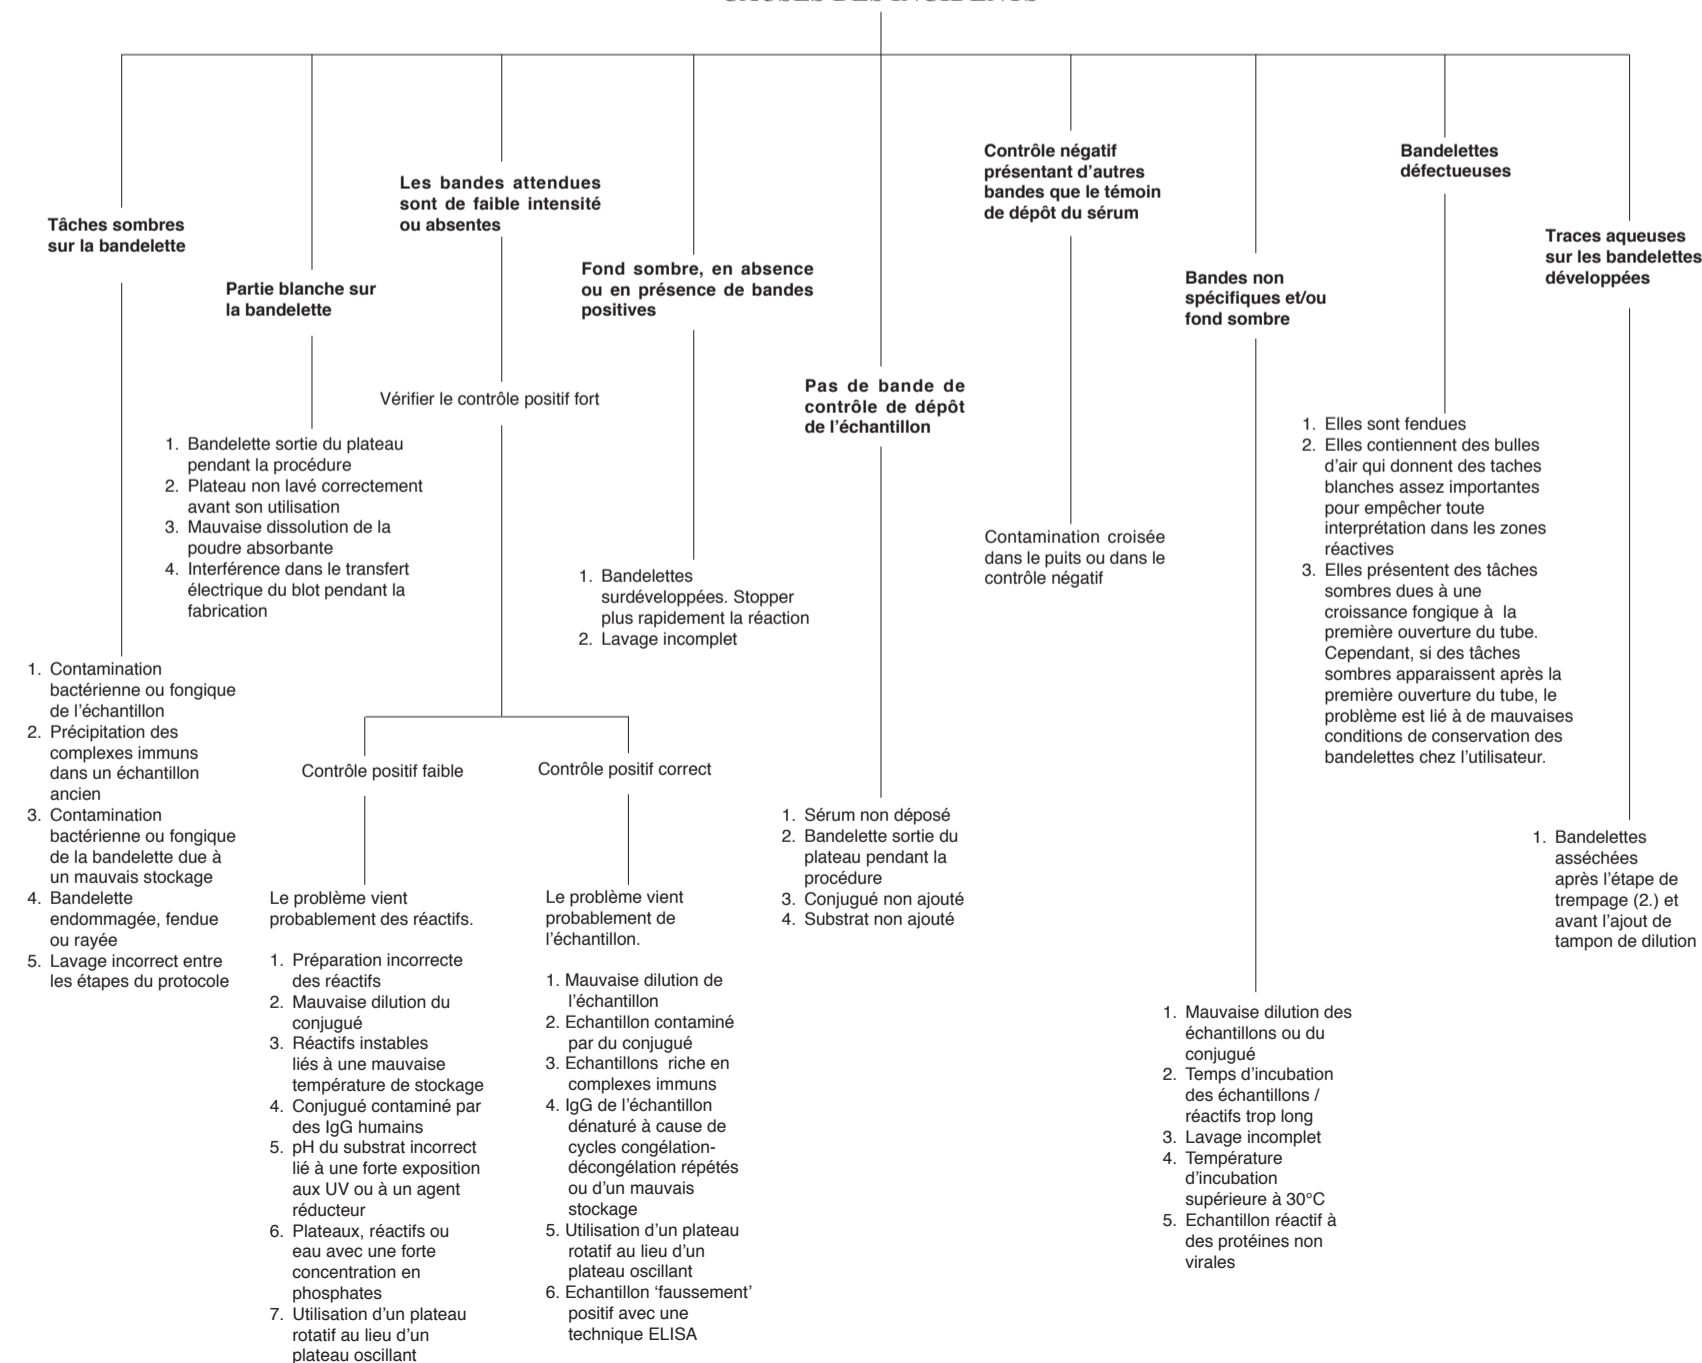 CAUSES DES INCIDENTS
Tâches sombres
sur la bandelette
1. Contamination
bactérienne ou fongique
de l'échantillon
2. Précipitation des
complexes immuns
dans un échantillon
ancien
3. Contamination
bactérienne ou fongique
de la bandelette due à
un mauvais stockage
4. Bandelette
endommagée, fendue
ou rayée
5. Lavage incorrect entre
les étapes du protocole
Partie blanche sur
la bandelette
1. Bandelette sortie du plateau
pendant la procédure
2. Plateau non lavé correctement
avant son utilisation
3. Mauvaise dissolution de la
poudre absorbante
4. Interférence dans le transfert
électrique du blot pendant la
fabrication
Les bandes attendues
sont de faible intensité
ou absentes
Vérifier le contrôle positif fort
Contrôle positif faible
Le problème vient
probablement des réactifs.
1. Préparation incorrecte
des réactifs
2. Mauvaise dilution du
conjugué
3. Réactifs instables
liés à une mauvaise
température de stockage
4. Conjugué contaminé par
des IgG humains
5. pH du substrat incorrect
lié à une forte exposition
aux UV ou à un agent
réducteur
6. Plateaux, réactifs ou
eau avec une forte
concentration en
phosphates
7. Utilisation d'un plateau
rotatif au lieu d'un
plateau oscillant
Contrôle positif correct
Le problème vient
probablement de
l'échantillon.
1. Mauvaise dilution de
l'échantillon
2. Echantillon contaminé
par du conjugué
3. Echantillons riche en
complexes immuns
4. IgG de l'échantillon
dénaturé à cause de
cycles congélation-
décongélation répétés
ou d'un mauvais
stockage
5. Utilisation d'un plateau
rotatif au lieu d'un
plateau oscillant
6. Echantillon 'faussement'
positif avec une
technique ELISA
Fond sombre, en absence
ou en présence de bandes
positives
1. Bandelettes
surdéveloppées. Stopper
plus rapidement la réaction
2. Lavage incomplet
Pas de bande de
contrôle de dépôt
de l'échantillon
1. Sérum non déposé
2. Bandelette sortie du
plateau pendant la
procédure
3. Conjugué non ajouté
4. Substrat non ajouté
Contrôle négatif
présentant d'autres
bandes que le témoin
de dépôt du sérum
Contamination croisée
dans le puits ou dans le
contrôle négatif
Bandes non
spécifiques et/ou
fond sombre
1. Mauvaise dilution des
échantillons ou du
conjugué
2. Temps d'incubation
des échantillons /
réactifs trop long
3. Lavage incomplet
4. Température
d'incubation
supérieure à 30°C
5. Echantillon réactif à
des protéines non
virales
Bandelettes
défectueuses
1. Elles sont fendues
2. Elles contiennent des bulles
d'air qui donnent des taches
blanches assez importantes
pour empêcher toute
interprétation dans les zones
réactives
3. Elles présentent des tâches
sombres dues à une
croissance fongique à la
première ouverture du tube.
Cependant, si des tâches
sombres apparaissent après la
première ouverture du tube, le
problème est lié à de mauvaises
conditions de conservation des
bandelettes chez l'utilisateur.
Traces aqueuses
sur les bandelettes
développées
1. Bandelettes
asséchées
après l'étape de
trempage (2.) et
avant l'ajout de
tampon de dilution